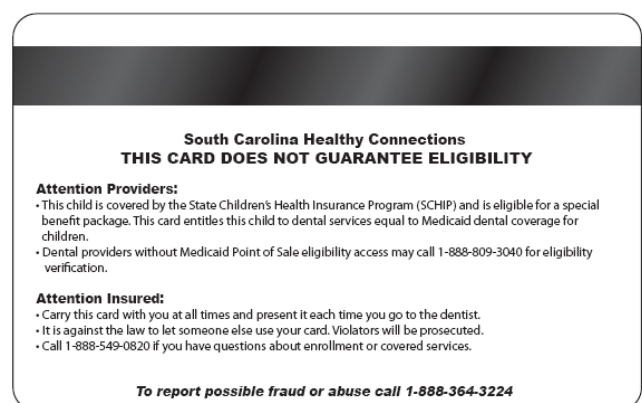 South Carolina Healthy Connections
THIS CARD DOES NOT GUARANTEE ELIGIBILITY
Attention Providers:
• This child is covered by the State Children's Health Insurance Program (SCHIP) and is eligible for a special
benefit package. This card entitles this child to dental services equal to Medicaid dental coverage for
children.
• Dental providers without Medicaid Point of Sale eligibility access may call 1-888-809-3040 for eligibility
verification.
Attention Insured:
• Carry this card with you at all times and present it each time you go to the dentist.
• It is against the law to let someone else use your card. Violators will be prosecuted.
• Call 1-888-549-0820 if you have questions about enrollment or covered services.
To report possible fraud or abuse call 1-888-364-3224